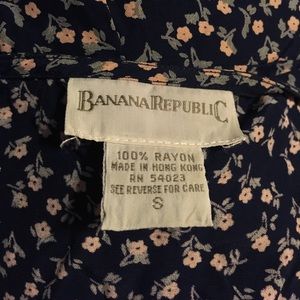 BANANA REPUBLIC
100% RAYON
MADE IN HONG KONG
RN 54023
SEE REVERSE FOR CARE
S